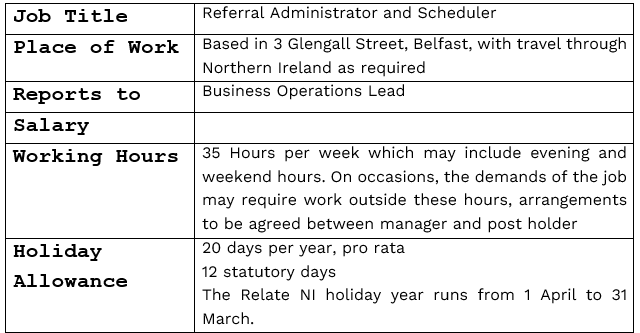 Job Title
Referral Administrator and Scheduler
Place of Work
Based in 3 Glengall Street, Belfast, with travel through
Northern Ireland as required
Reports to
Business Operations Lead
Salary
Working Hours
35 Hours per week which may include evening and
weekend hours. On occasions, the demands of the job
may require work outside these hours, arrangements
to be agreed between manager and post holder
Holiday
Allowance
20 days per year, pro rata
12 statutory days
The Relate NI holiday year runs from 1 April to 31
March.